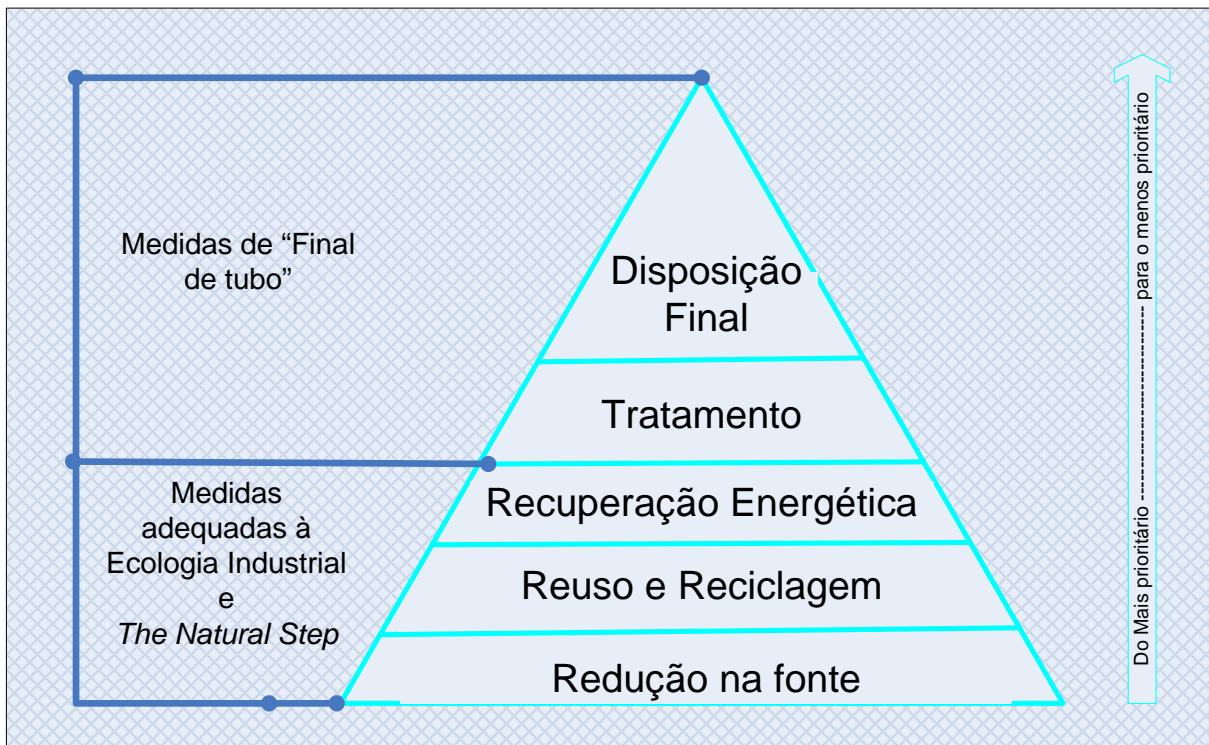 Medidas de “Final
de tubo”
Medidas
adequadas à
Ecologia Industrial
e
The Natural Step
Disposição
Final
Tratamento
Recuperação Energética
Reuso e Reciclagem
Redução na fonte
Do Mais prioritário ------------------------ para o menos prioritário